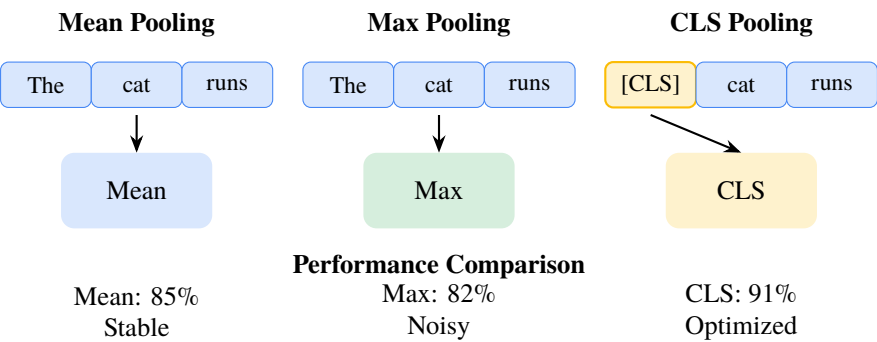 Mean Pooling
Max Pooling
CLS Pooling
The cat runs
The cat runs
[CLS] cat runs
Mean
Max
CLS
Performance Comparison
Mean: 85%
Stable
Max: 82%
Noisy
CLS: 91%
Optimized